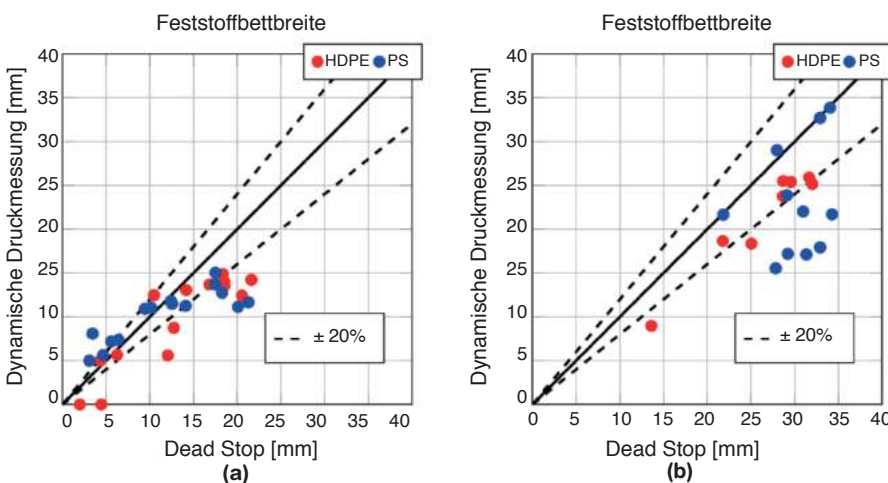 Feststoffbettbreite
HDPE PS
Dynamische Druckmessung [mm]
40
35
30
25
20
25
10
5
0
± 20%
0 5 10 15 20 25 30 35 40
Dead Stop [mm]
(a)
Feststoffbettbreite
HDPE PS
Dynamische Druckmessung [mm]
40
35
30
25
20
25
10
5
0
± 20%
0 5 10 15 20 25 30 35 40
Dead Stop [mm]
(b)